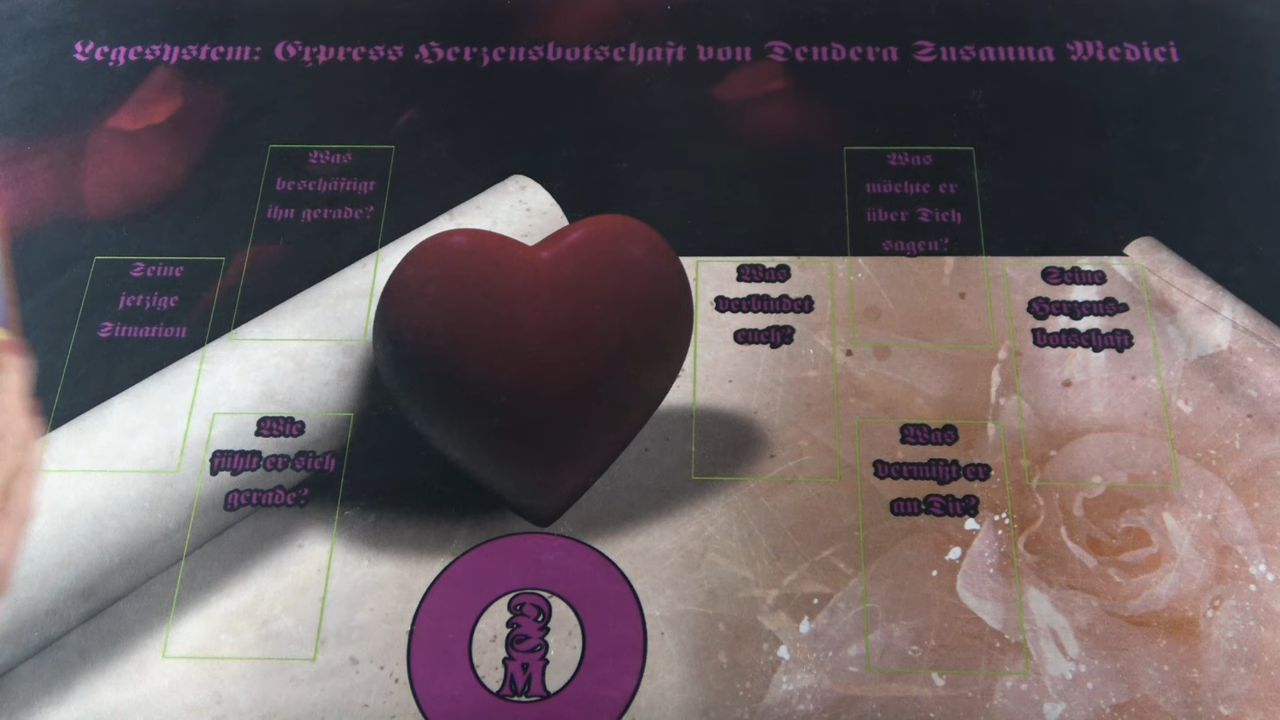 Legesystem: Express Herzensbotschaft von Dendera Susanna Medici
Seine
jetzige
Situation
Was
beschäftigt
ihn gerade?
Wie
fühlt er sich
gerade?
Was
verbindet
euch?
Was
möchte er
über Dich
sagen?
Was
vermißt er
an Dir?
Seine
Herzens-
botschaft
DSM